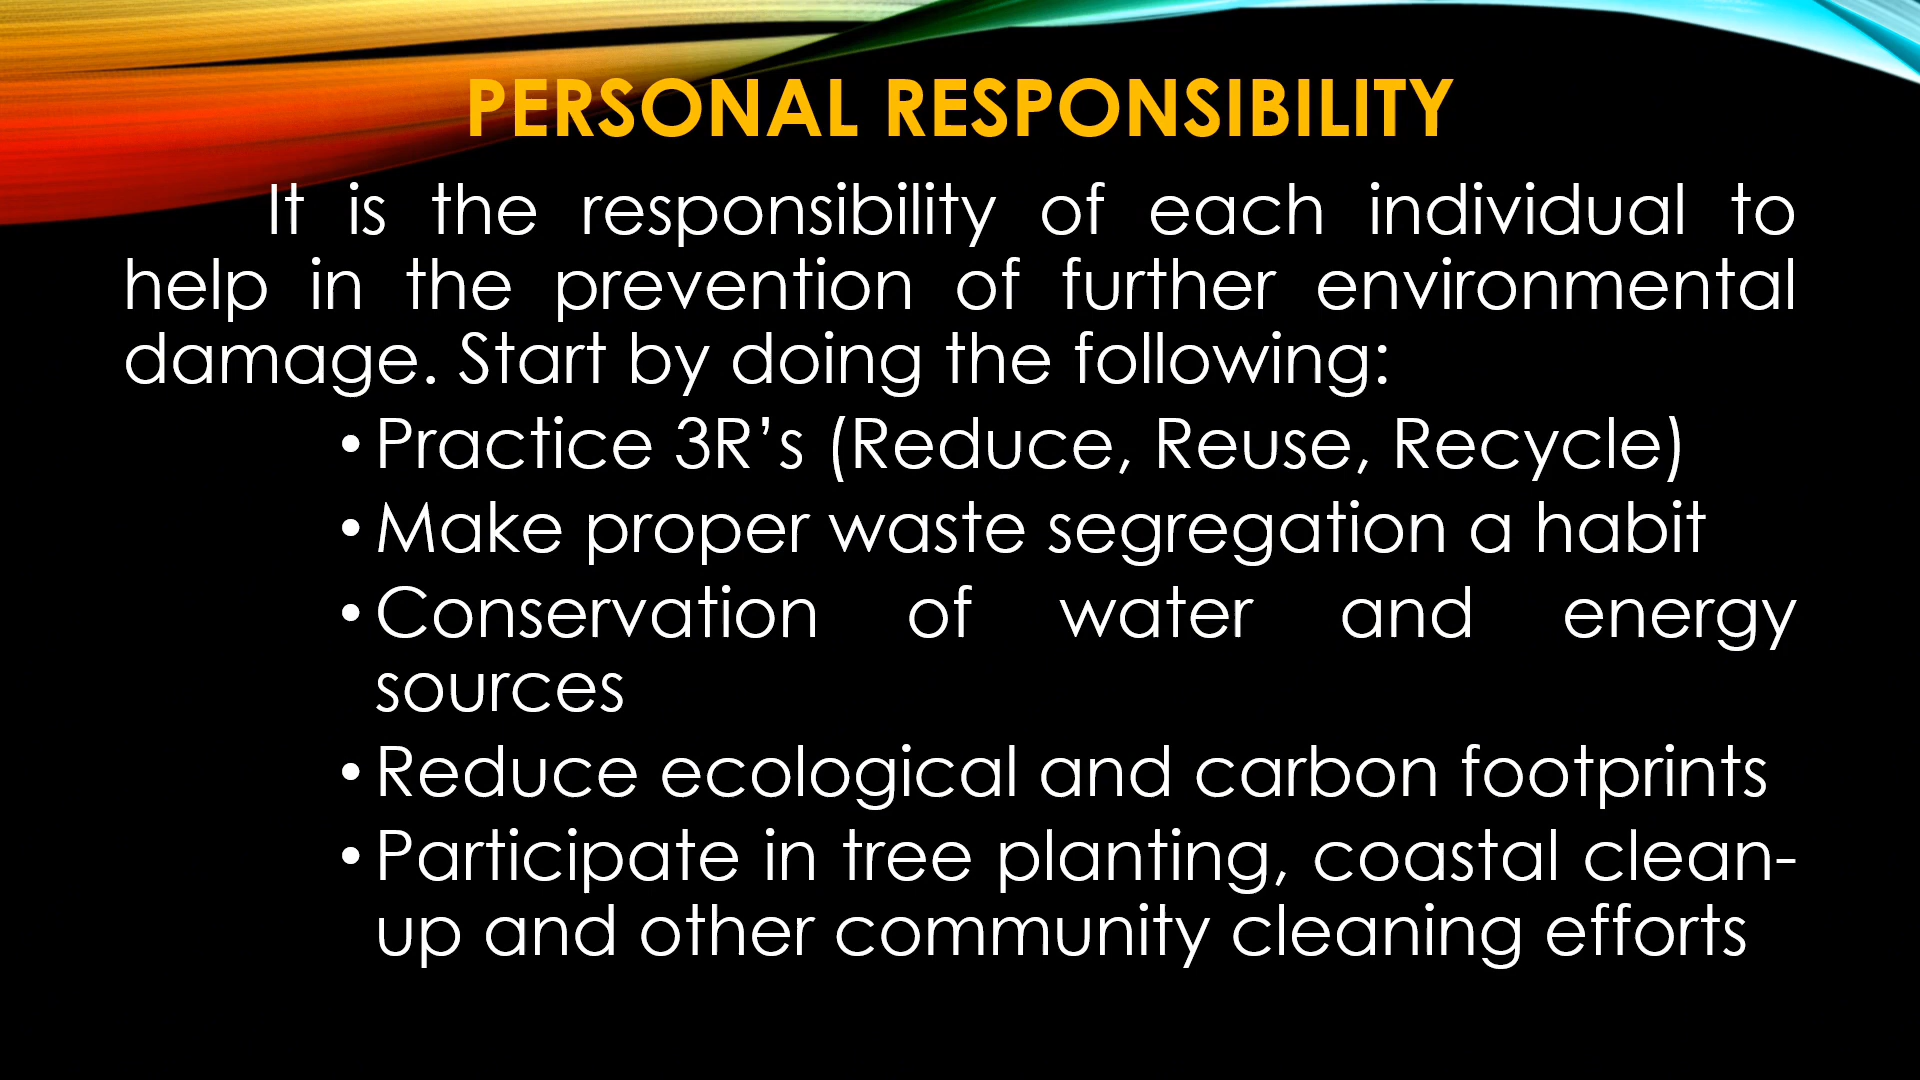 PERSONAL RESPONSIBILITY
It is the responsibility of each individual to
help in the prevention of further environmental
damage. Start by doing the following:
• Practice 3R’s (Reduce, Reuse, Recycle)
• Make proper waste segregation a habit
• Conservation of water and energy
sources
• Reduce ecological and carbon footprints
• Participate in tree planting, coastal clean-
up and other community cleaning efforts